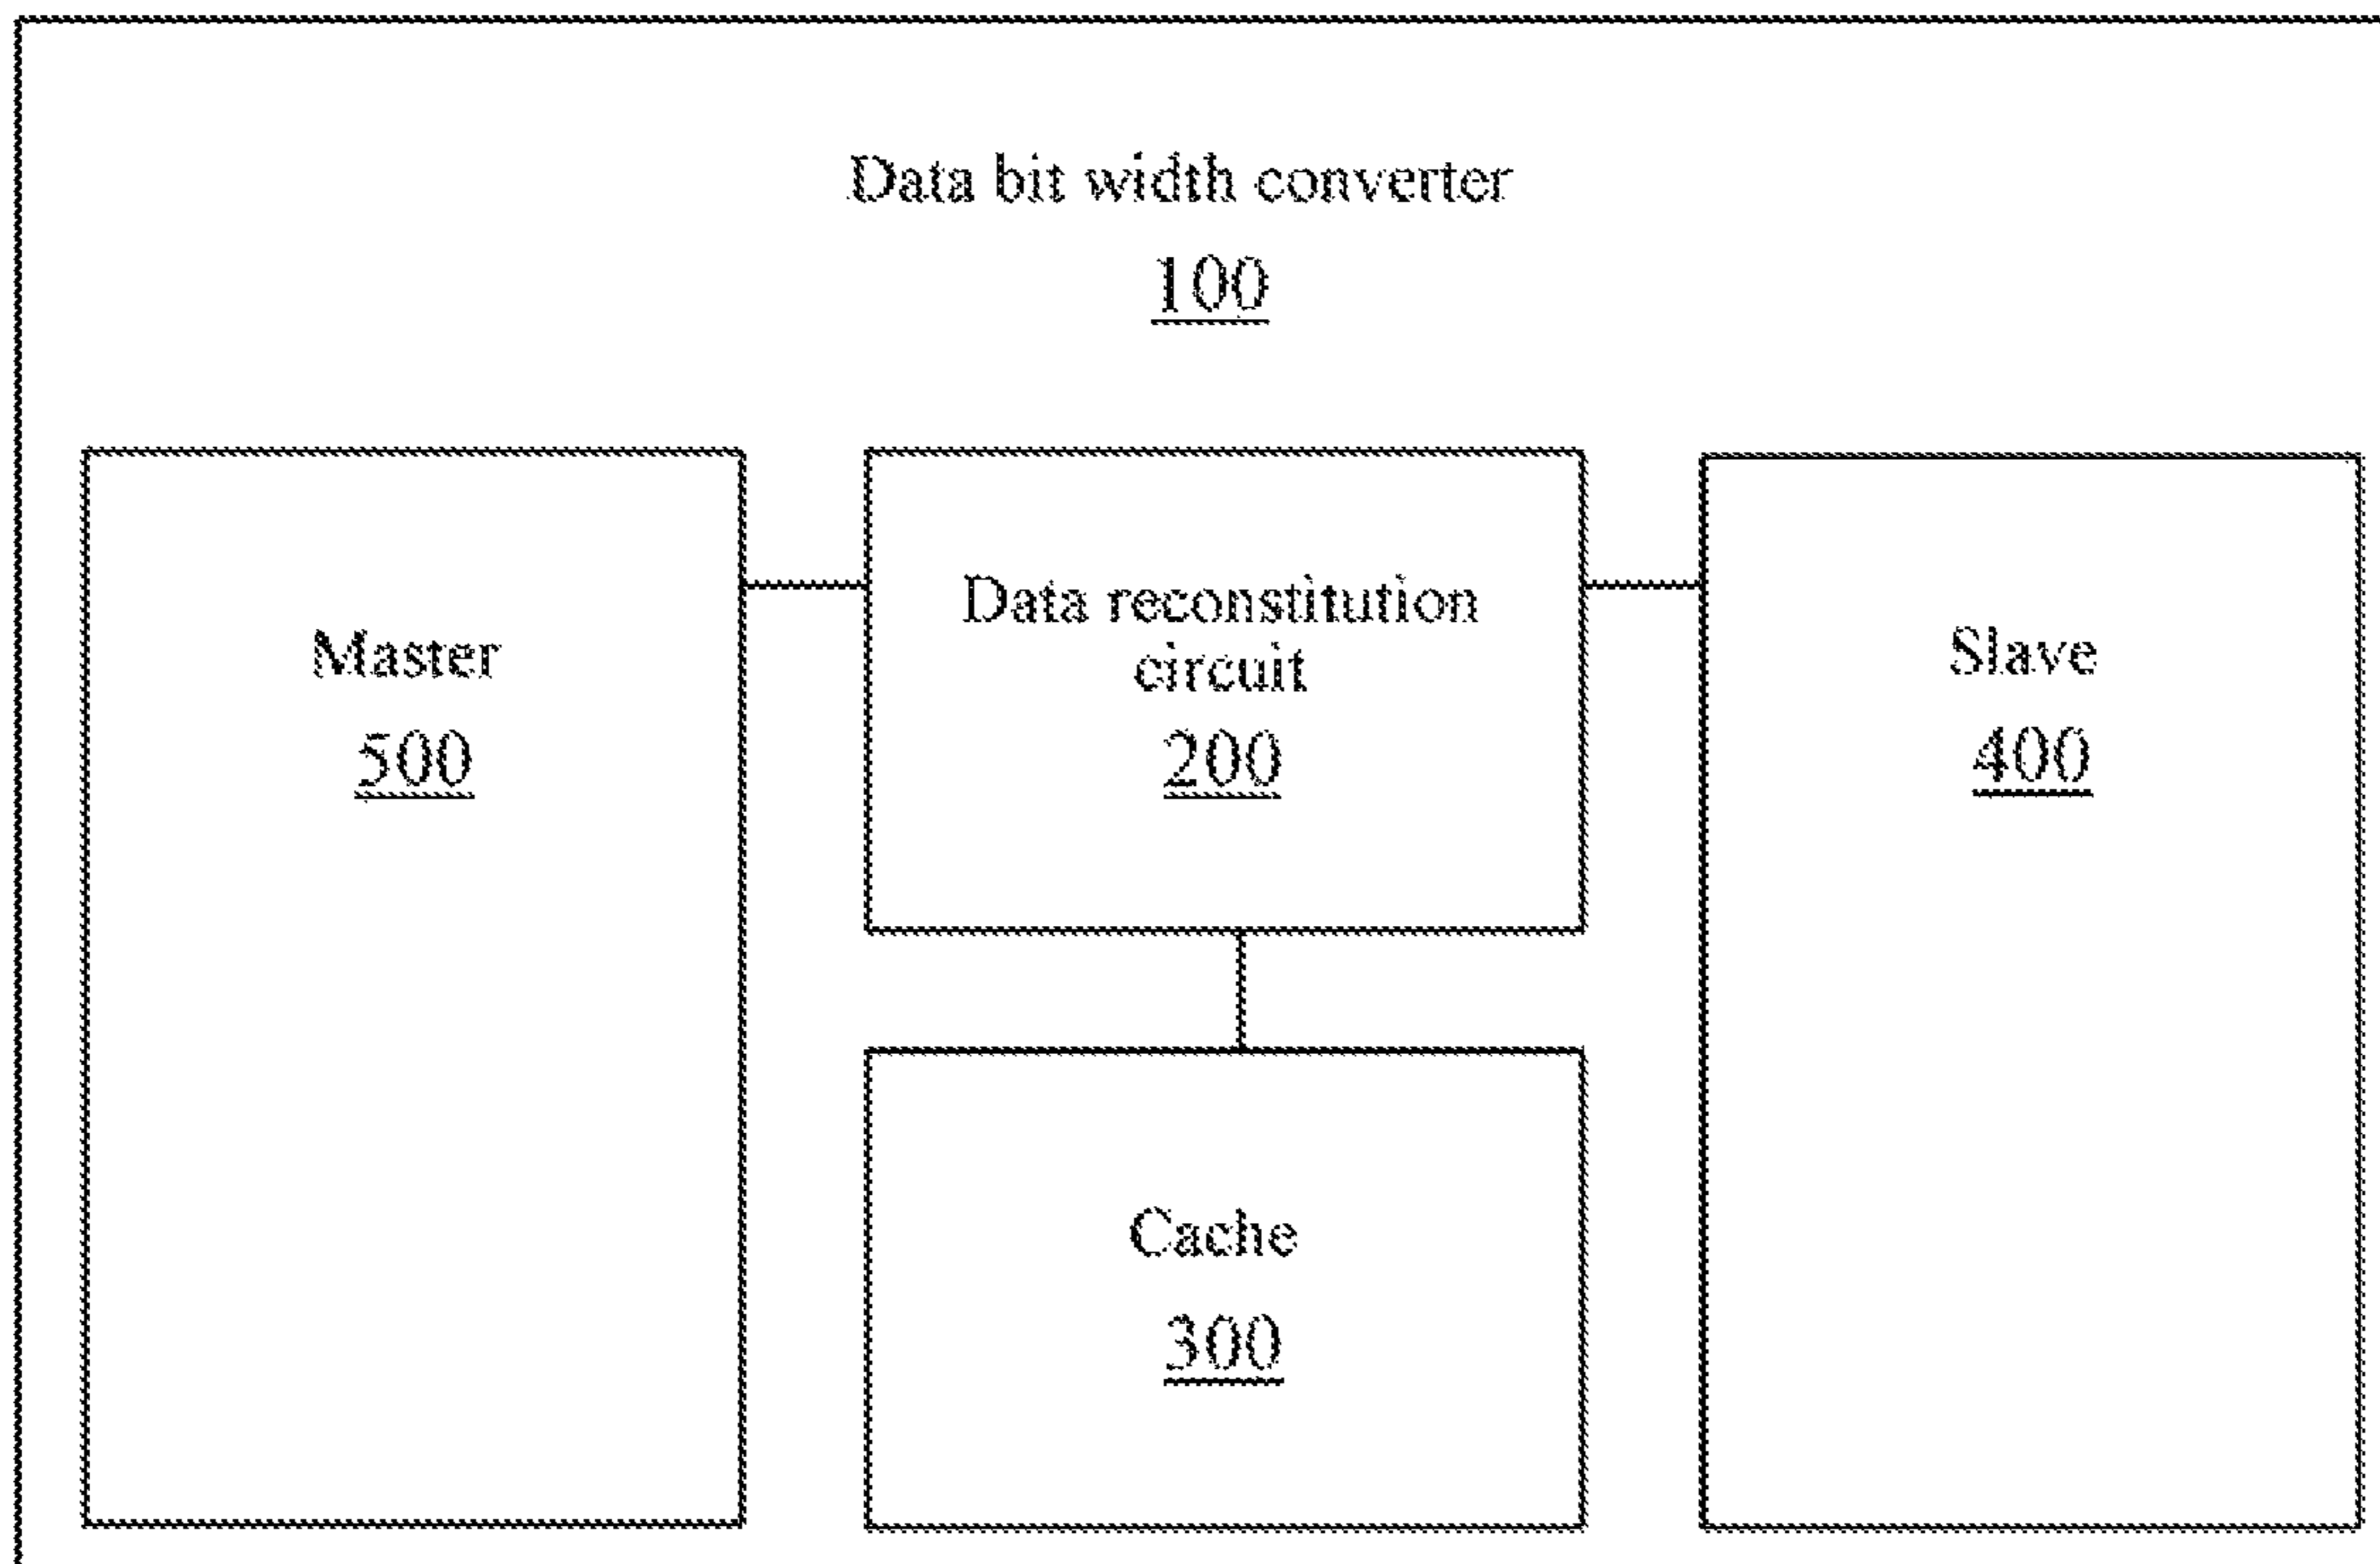 Data bit width converter
100
Master
500
Data reconstitution
circuit
200
Slave
400
Cache
300